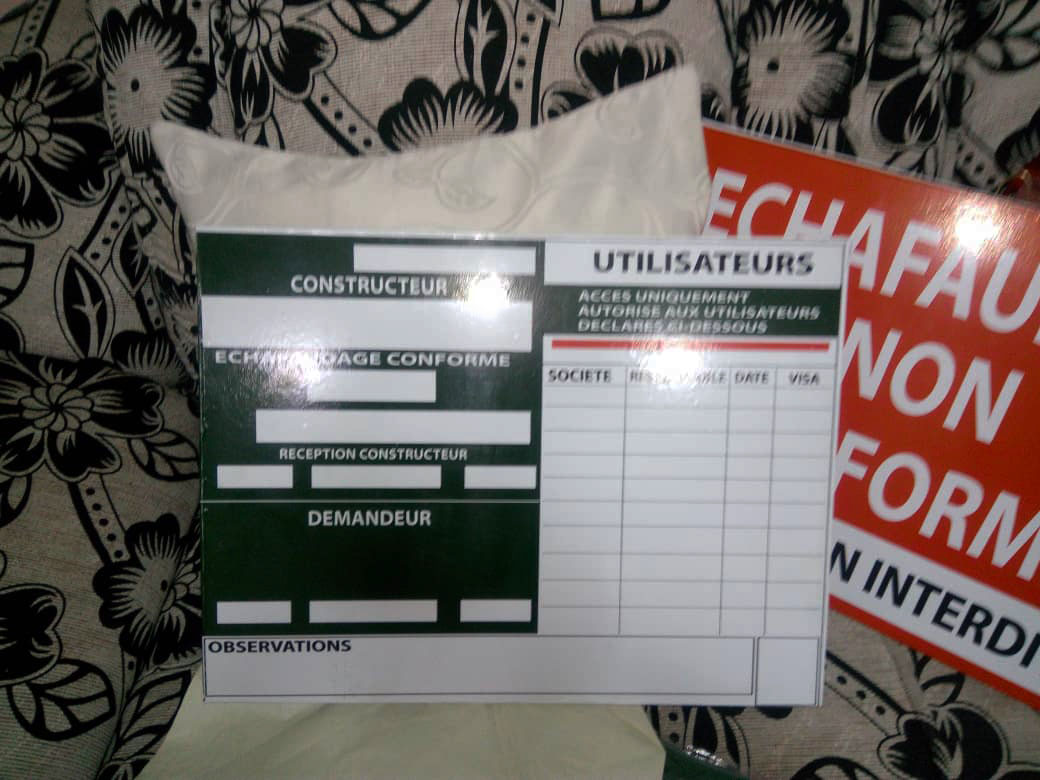 CONSTRUCTEUR
CONFORME
RECEPTION CONSTRUCTEUR
DEMANDEUR
OBSERVATIONS
UTILISATEURS
ACCES UNIQUEMENT
AUTORISE AUX UTILISATEURS
DECLARES CI-DESSOUS
SOCIETE DATE VISA
ECHAFAU
NON
FORM
N INTERDI